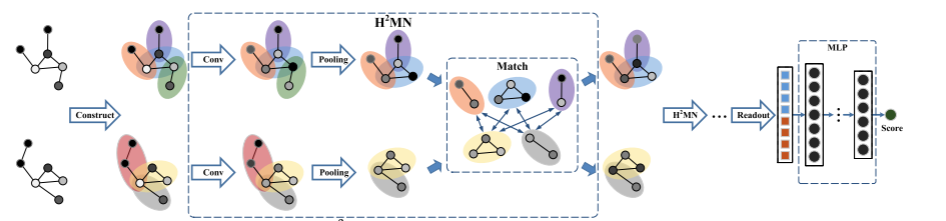 H²MN
MLP
Conv
Pooling
Match
Construct
H²MN
...
Readout
Score
Conv
Pooling